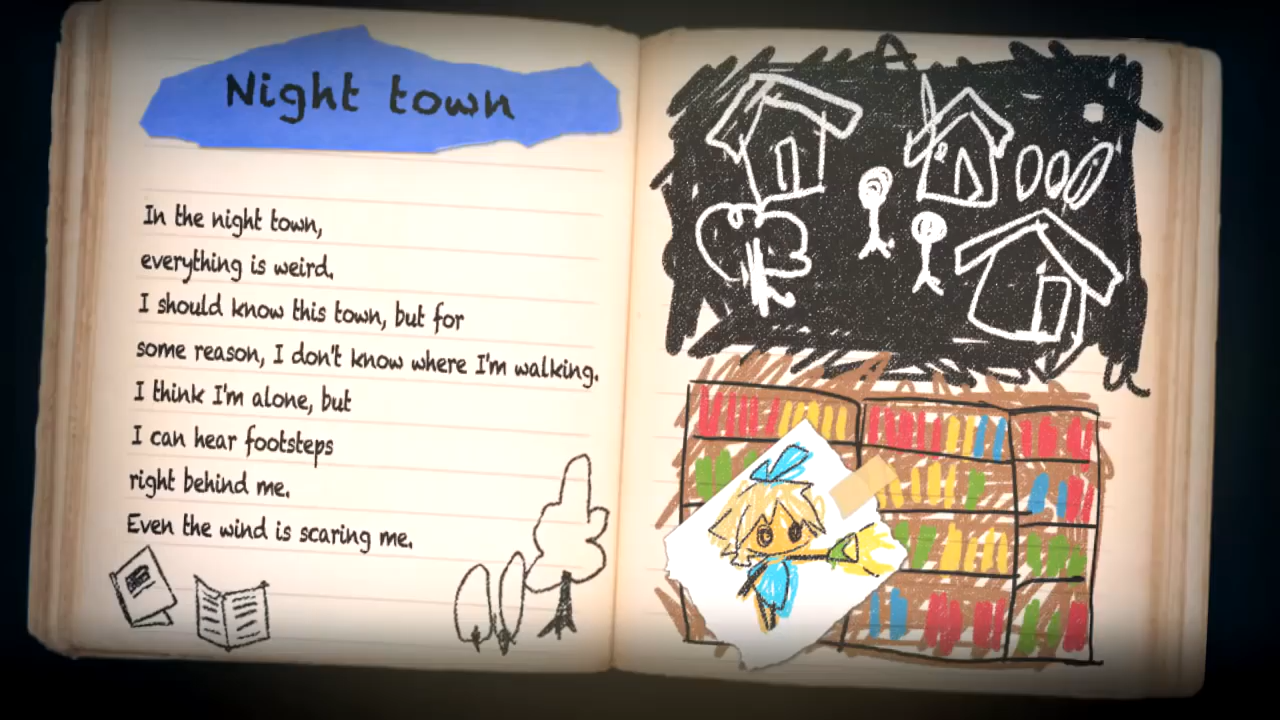 Night town
In the night town,
everything is weird.
I should know this town, but for
some reason, I don't know where I'm walking.
I think I'm alone, but
I can hear footsteps
right behind me.
Even the wind is scaring me.